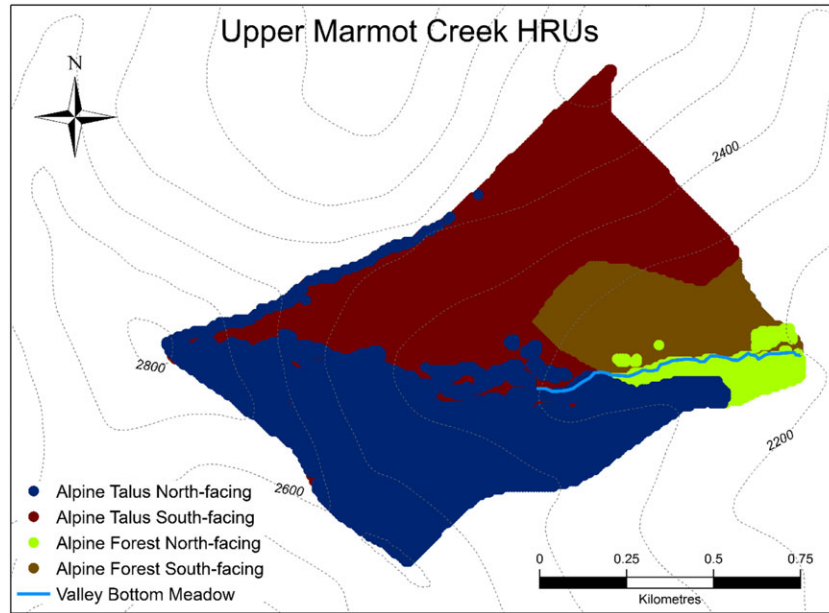 Upper Marmot Creek HRUs
N
2400
2800
2200
2600
Alpine Talus North-facing
Alpine Talus South-facing
Alpine Forest North-facing
Alpine Forest South-facing
Valley Bottom Meadow
0 0.25 0.5 0.75
Kilometres